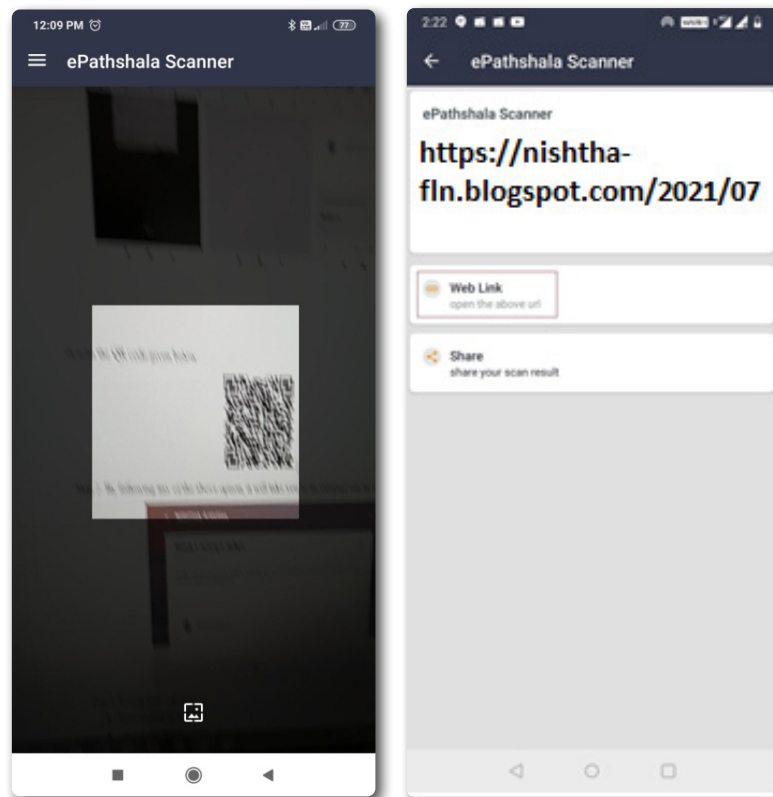 12:09 PM
77
ePathshala Scanner
2:22
ePathshala Scanner
ePathshala Scanner
https://nishtha-
fln.blogspot.com/2021/07
Web Link
open the above url
Share
share your scan result